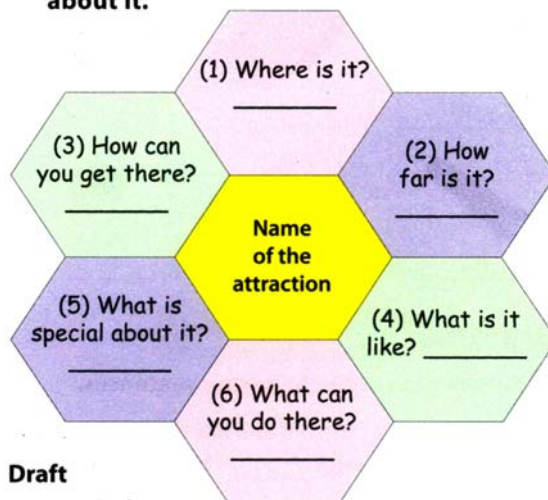 about it.
(1) Where is it?
(2) How
far is it?
(3) How can
you get there?
Name
of the
attraction
(4) What is it
like?
(5) What is
special about it?
(6) What can
you do there?
Draft